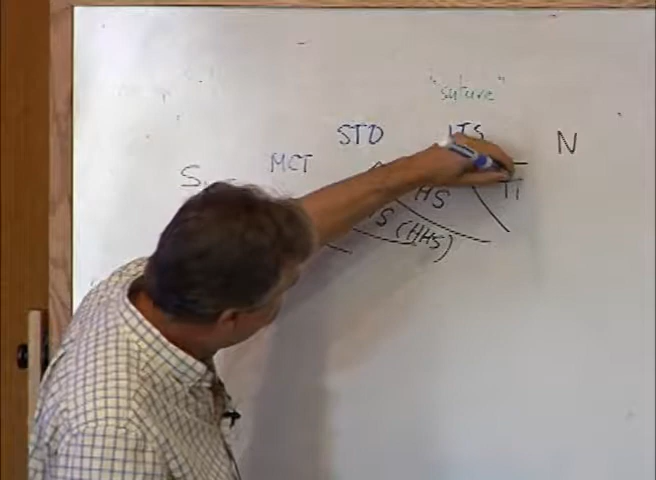 "suture"
STD ITS N
MCT
HS Ti
S (HHS)